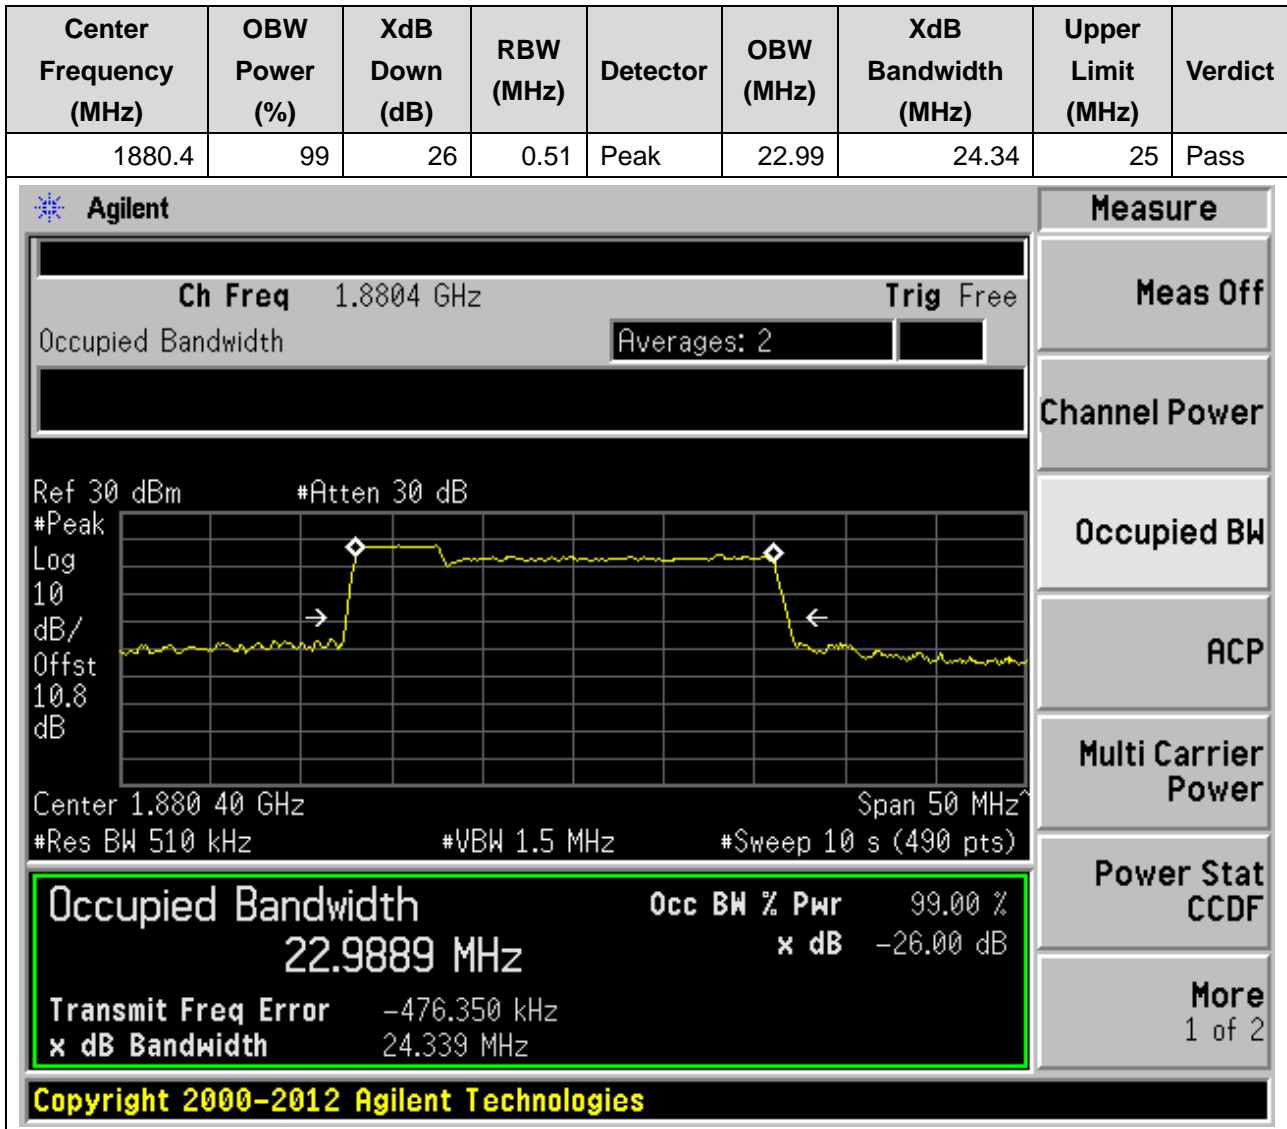 Center Frequency (MHz) OBW Power (%) XdB Down (dB) RBW (MHz) Detector OBW (MHz) XdB Bandwidth (MHz) Upper Limit (MHz) Verdict
1880.4 99 26 0.51 Peak 22.99 24.34 25 Pass
Agilent
Measure
Ch Freq 1.8804 GHz Trig Free
Meas Off
Occupied Bandwidth Averages: 2
Channel Power
Ref 30 dBm #Atten 30 dB
#Peak
Log
10
dB/
Offst
10.8
dB
Occupied BW
ACP
Multi Carrier
Power
Center 1.880 40 GHz Span 50 MHz^
#Res BW 510 kHz #VBW 1.5 MHz #Sweep 10 s (490 pts)
Power Stat
CCDF
Occupied Bandwidth Occ BW % Pwr 99.00 %
22.9889 MHz x dB -26.00 dB
Transmit Freq Error -476.350 kHz
x dB Bandwidth 24.339 MHz
More
1 of 2
Copyright 2000-2012 Agilent Technologies